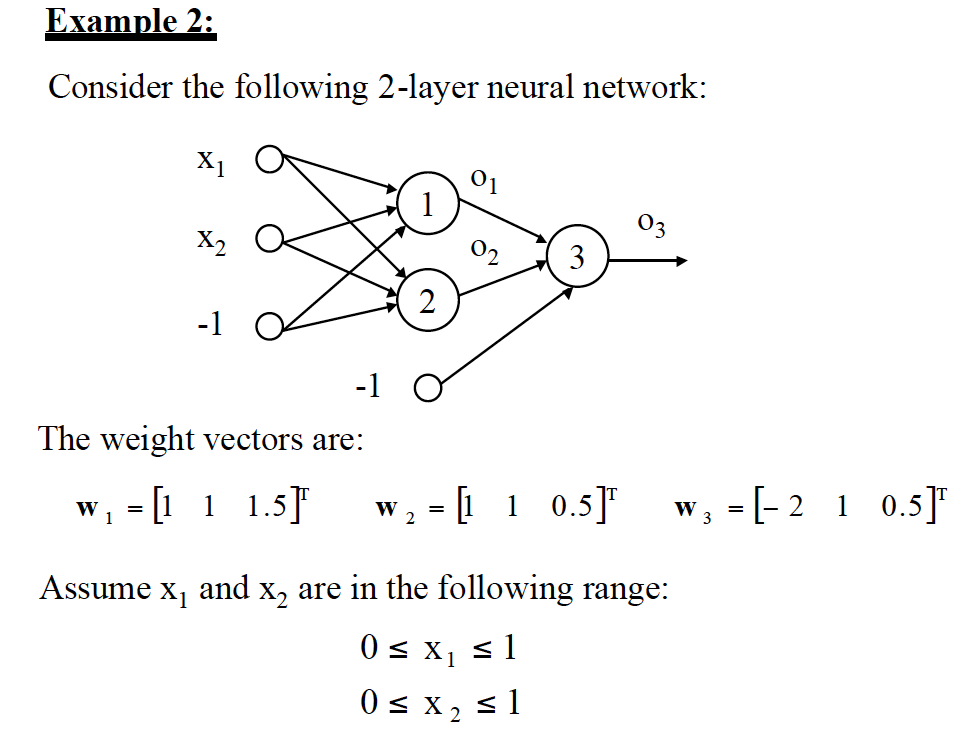 Example 2:
Consider the following 2-layer neural network:
x₁
o₁
1
x₂
o₂
o₃
3
2
-1
-1
The weight vectors are:
w₁ = [1 1 1.5]ᵀ w₂ = [1 1 0.5]ᵀ w₃ = [– 2 1 0.5]ᵀ
Assume x₁ and x₂ are in the following range:
0 ≤ x₁ ≤ 1
0 ≤ x₂ ≤ 1